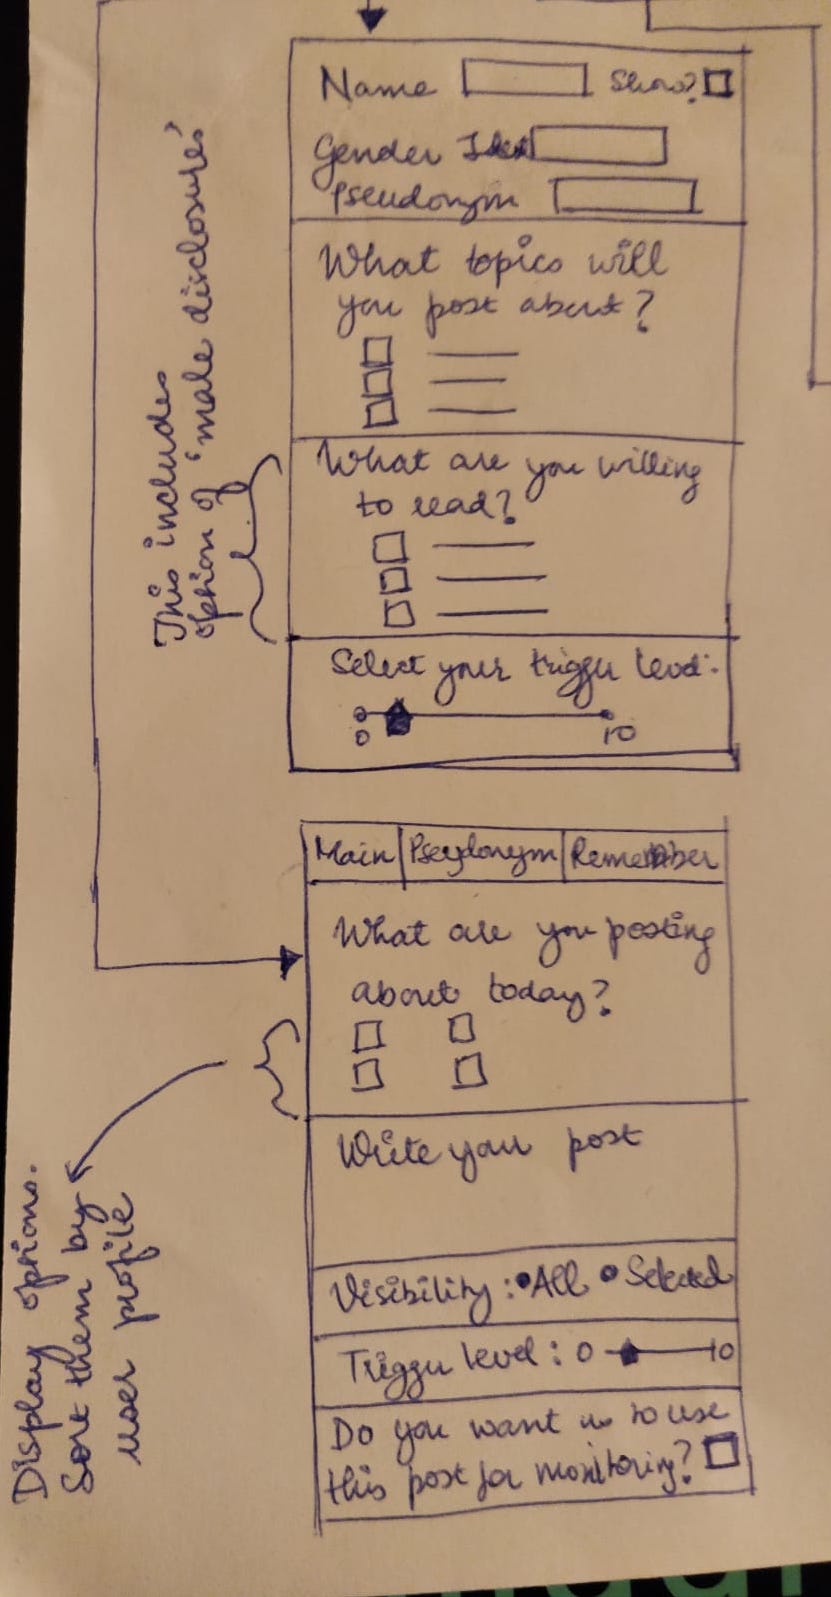 Name Show?
Gender Ident
Pseudonym
What topics will
you post about?
What are you willing
to read?
Select your trigger level:
0 10
This includes
option of 'male disclosures'
Main Pseydonym Remember
What are you posting
about today?
Write your post
Visibility: All Selected
Trigger level: 0 10
Do you want us to use
this post for monitoring?
Display options.
Sort them by
user profile